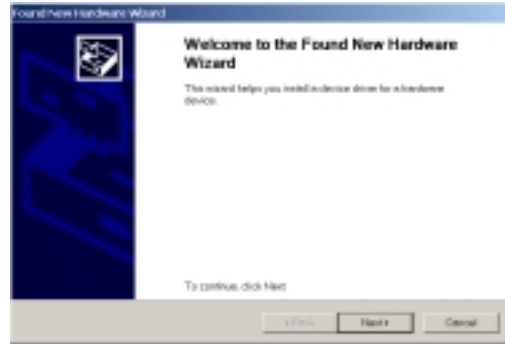 Found New Hardware Wizard
Welcome to the Found New Hardware
Wizard
This wizard helps you install a device driver for a hardware
device.
To continue, click Next
< Back
Next >
Cancel